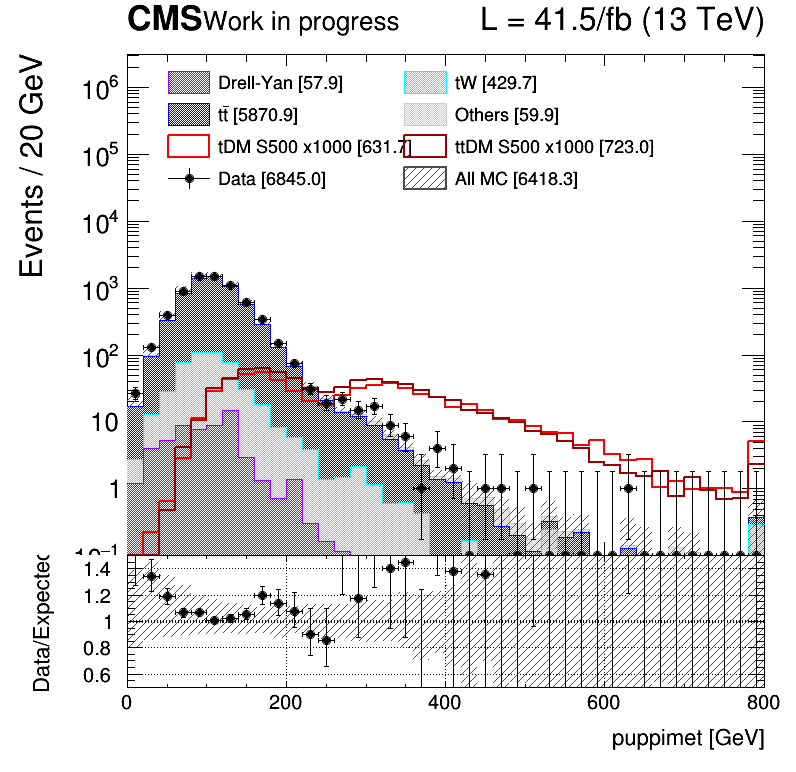 CMS Work in progress L = 41.5/fb (13 TeV)
Events / 20 GeV
Drell-Yan [57.9] tW [429.7]
tt̄ [5870.9] Others [59.9]
tDM S500 x1000 [631.7] ttDM S500 x1000 [723.0]
Data [6845.0] All MC [6418.3]
10⁶
10⁵
10⁴
10³
10²
10
1
10⁻¹
Data/Expected
1.4
1.2
1
0.8
0.6
0 200 400 600 800
puppimet [GeV]